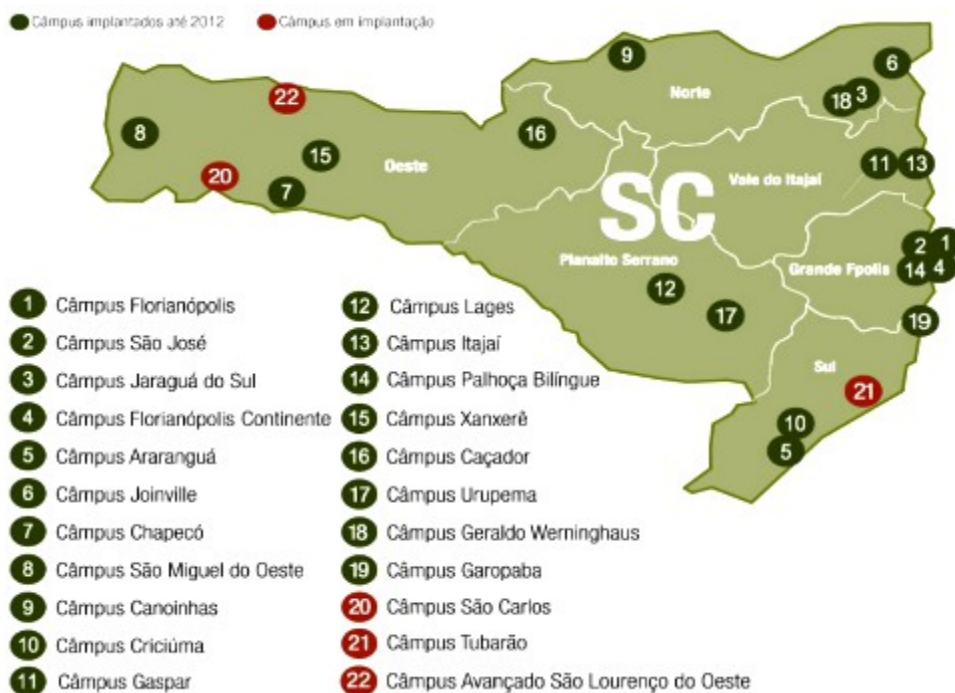 Câmpus implantados até 2012
Câmpus em implantação
9
6
Norte
22
18
3
8
16
15
Oeste
11
13
20
7
Vale do Itajaí
SC
2
1
Planalto Serrano
Grande Fpolis
14
4
12
17
19
Sul
21
10
5
1 Câmpus Florianópolis
2 Câmpus São José
3 Câmpus Jaraguá do Sul
4 Câmpus Florianópolis Continente
5 Câmpus Araranguá
6 Câmpus Joinville
7 Câmpus Chapecó
8 Câmpus São Miguel do Oeste
9 Câmpus Canoinhas
10 Câmpus Criciúma
11 Câmpus Gaspar
12 Câmpus Lages
13 Câmpus Itajaí
14 Câmpus Palhoça Bilíngue
15 Câmpus Xanxerê
16 Câmpus Caçador
17 Câmpus Urupema
18 Câmpus Geraldo Werninghaus
19 Câmpus Garopaba
20 Câmpus São Carlos
21 Câmpus Tubarão
22 Câmpus Avançado São Lourenço do Oeste